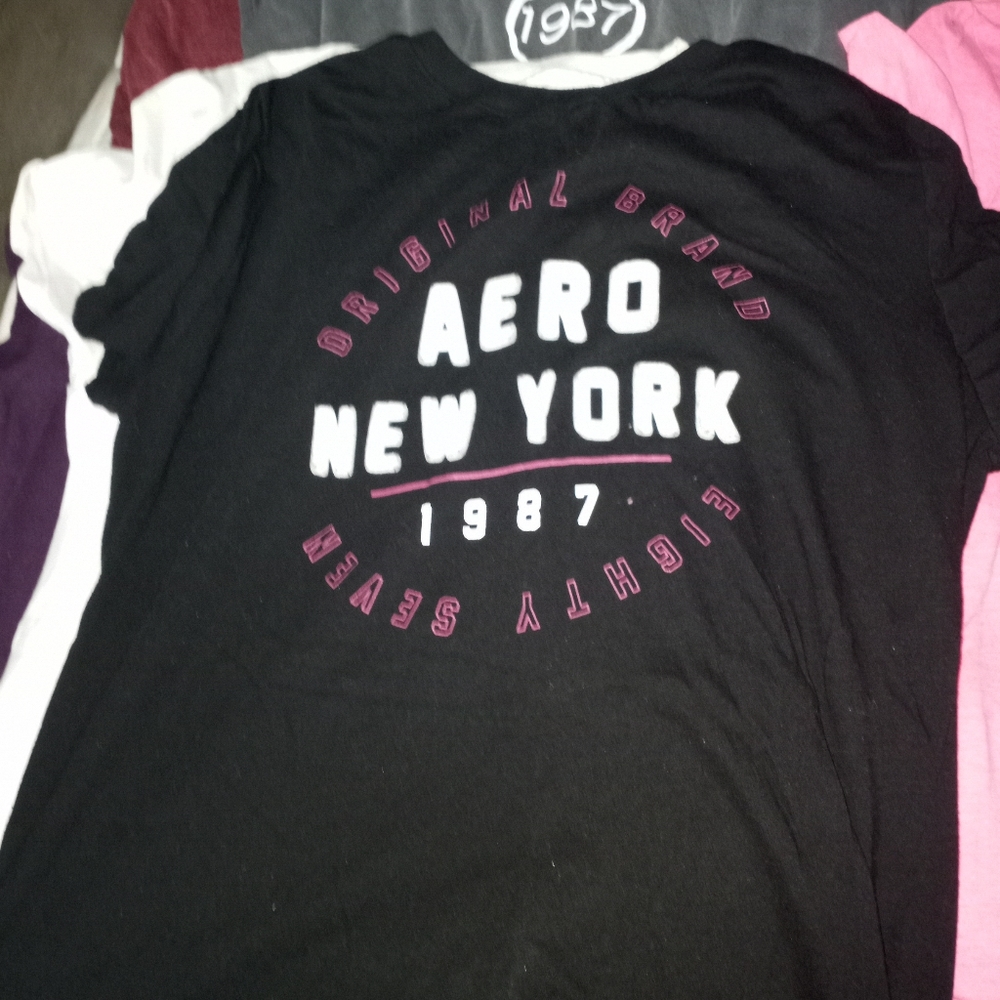 (1987)
ORIGINAL BRAND
AERO
NEW YORK
1987
EIGHTY SEVEN